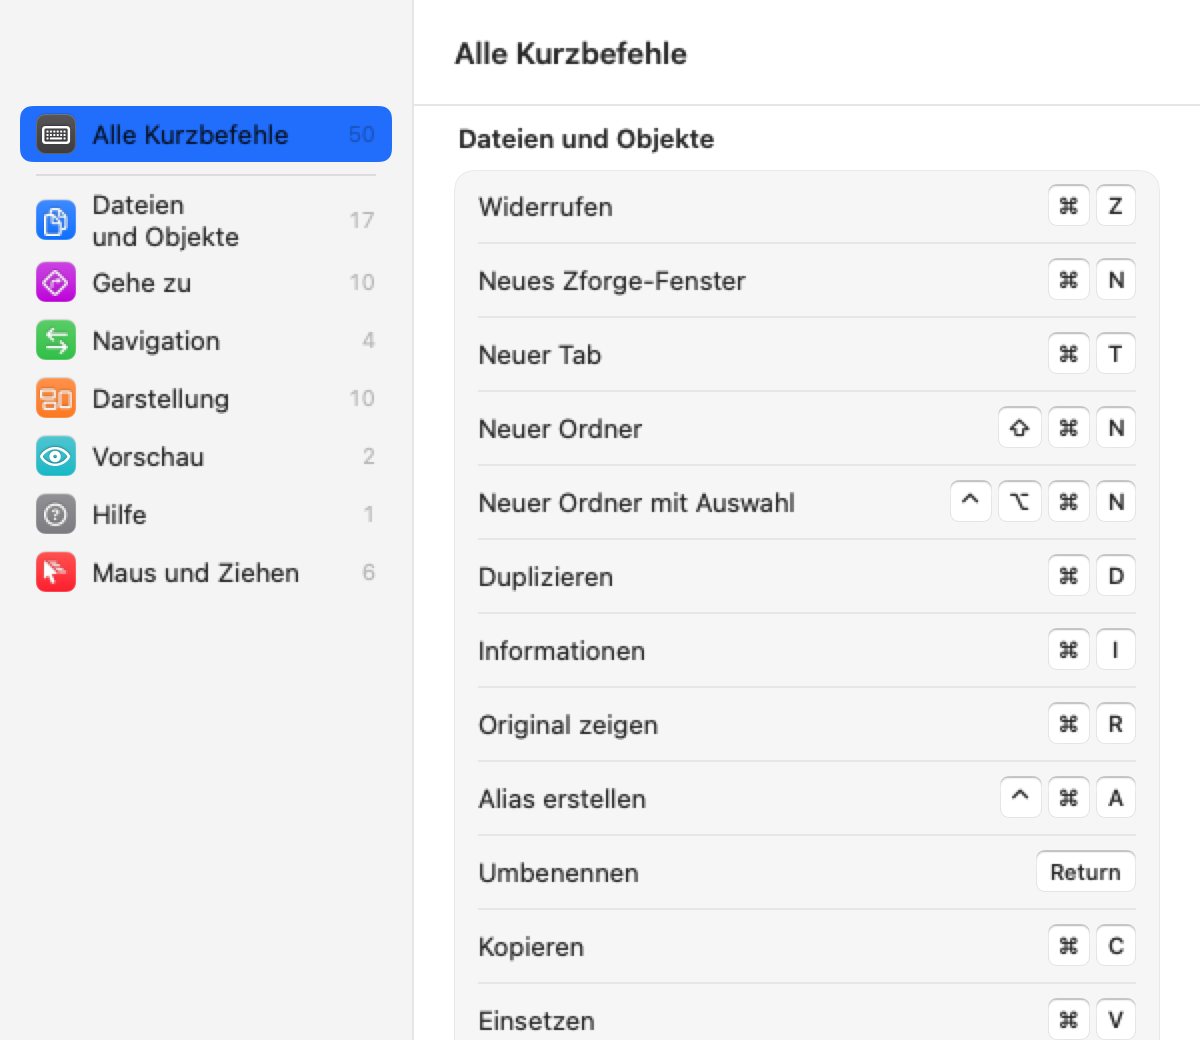 Alle Kurzbefehle 50
Dateien
und Objekte 17
Gehe zu 10
Navigation 4
Darstellung 10
Vorschau 2
Hilfe 1
Maus und Ziehen 6
Alle Kurzbefehle
Dateien und Objekte
Widerrufen ⌘ Z
Neues Zforge-Fenster ⌘ N
Neuer Tab ⌘ T
Neuer Ordner ⇧ ⌘ N
Neuer Ordner mit Auswahl ^ ⌥ ⌘ N
Duplizieren ⌘ D
Informationen ⌘ I
Original zeigen ⌘ R
Alias erstellen ^ ⌘ A
Umbenennen Return
Kopieren ⌘ C
Einsetzen ⌘ V